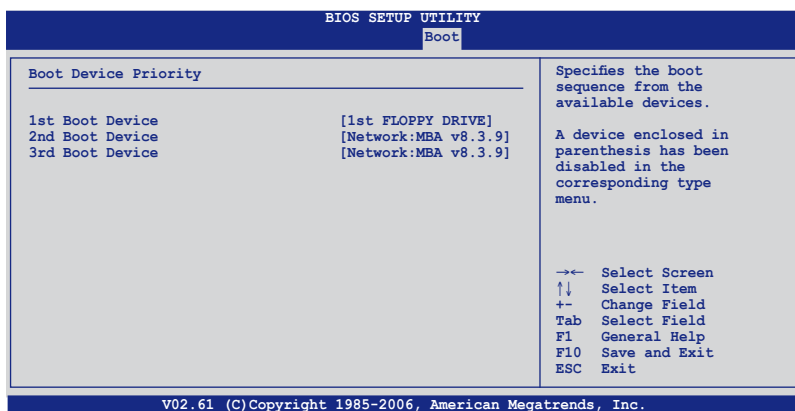 BIOS SETUP UTILITY
Boot
Boot Device Priority
1st Boot Device [1st FLOPPY DRIVE]
2nd Boot Device [Network:MBA v8.3.9]
3rd Boot Device [Network:MBA v8.3.9]
Specifies the boot
sequence from the
available devices.
A device enclosed in
parenthesis has been
disabled in the
corresponding type
menu.
→← Select Screen
↑↓ Select Item
+- Change Field
Tab Select Field
F1 General Help
F10 Save and Exit
ESC Exit
V02.61 (C)Copyright 1985-2006, American Megatrends, Inc.